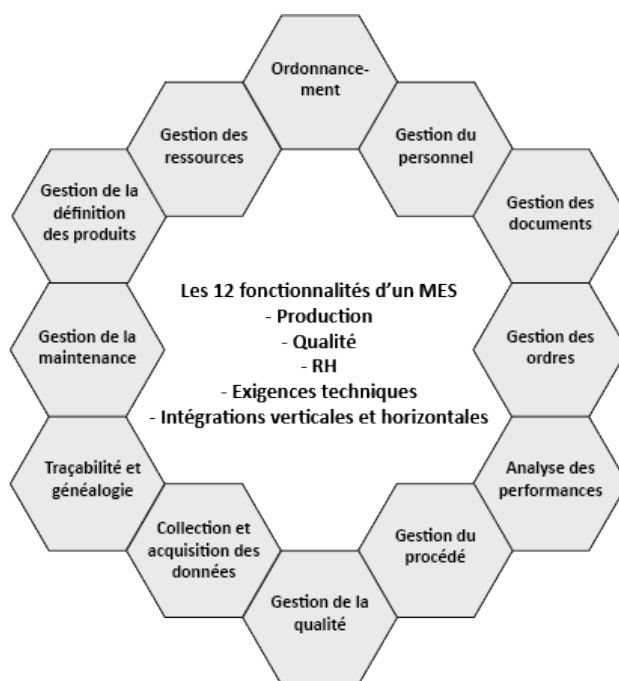 Ordonnance-
ment
Gestion des
ressources
Gestion du
personnel
Gestion de la
définition
des produits
Gestion des
documents
Les 12 fonctionnalités d’un MES
- Production
- Qualité
- RH
- Exigences techniques
- Intégrations verticales et horizontales
Gestion de la
maintenance
Gestion des
ordres
Traçabilité et
généalogie
Analyse des
performances
Collection et
acquisition des
données
Gestion du
procédé
Gestion de la
qualité